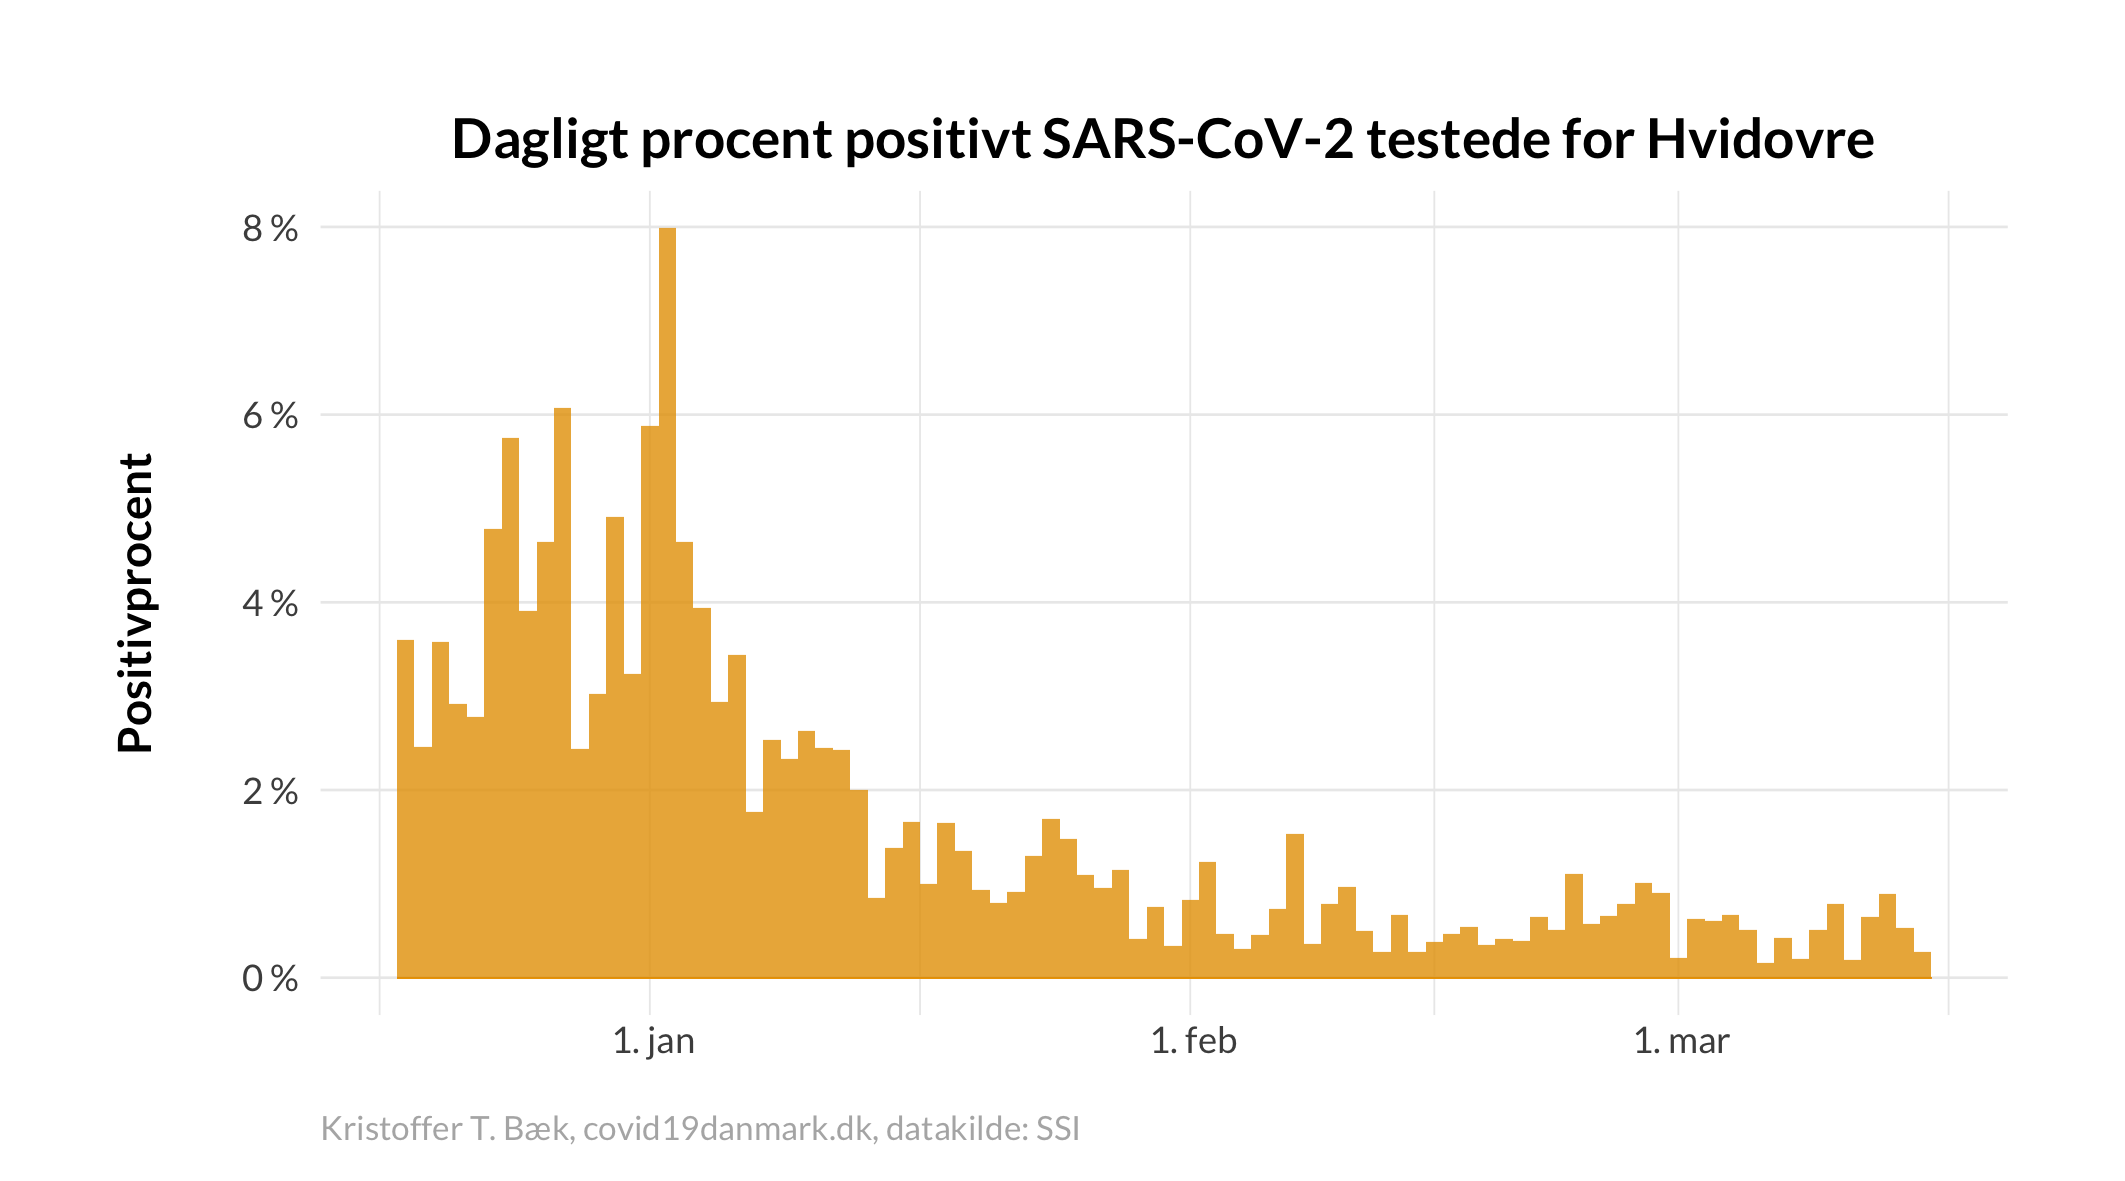 Dagligt procent positivt SARS-CoV-2 testede for Hvidovre
Positivprocent
8 %
6 %
4 %
2 %
0 %
1. jan
1. feb
1. mar
Kristoffer T. Bæk, covid19danmark.dk, datakilde: SSI